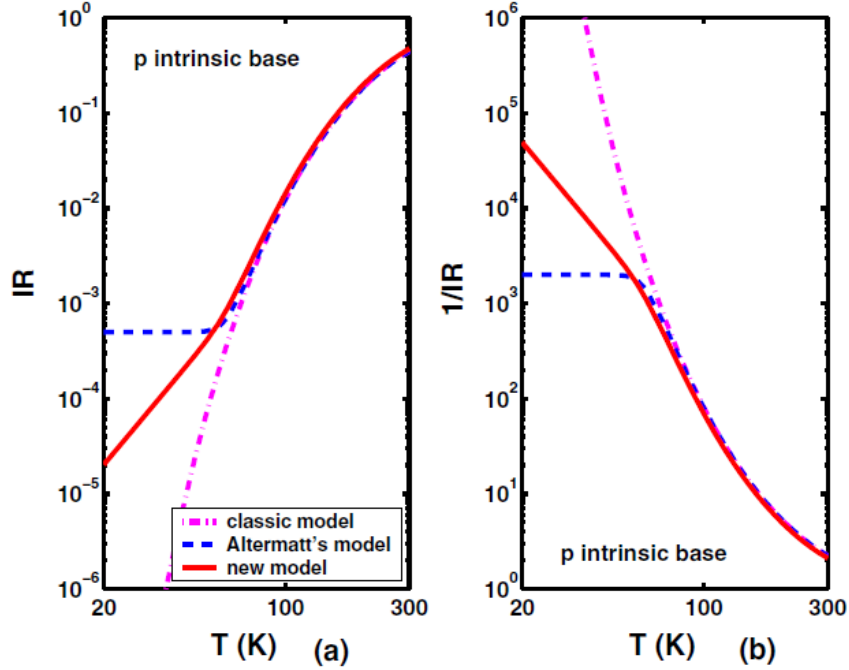 10^0
p intrinsic base
10^-1
10^-2
IR
10^-3
10^-4
10^-5
classic model
Altermatt's model
new model
10^-6
20
100
300
T (K)
(a)
10^6
10^5
10^4
1/IR
10^3
10^2
10^1
p intrinsic base
10^0
20
100
300
T (K)
(b)